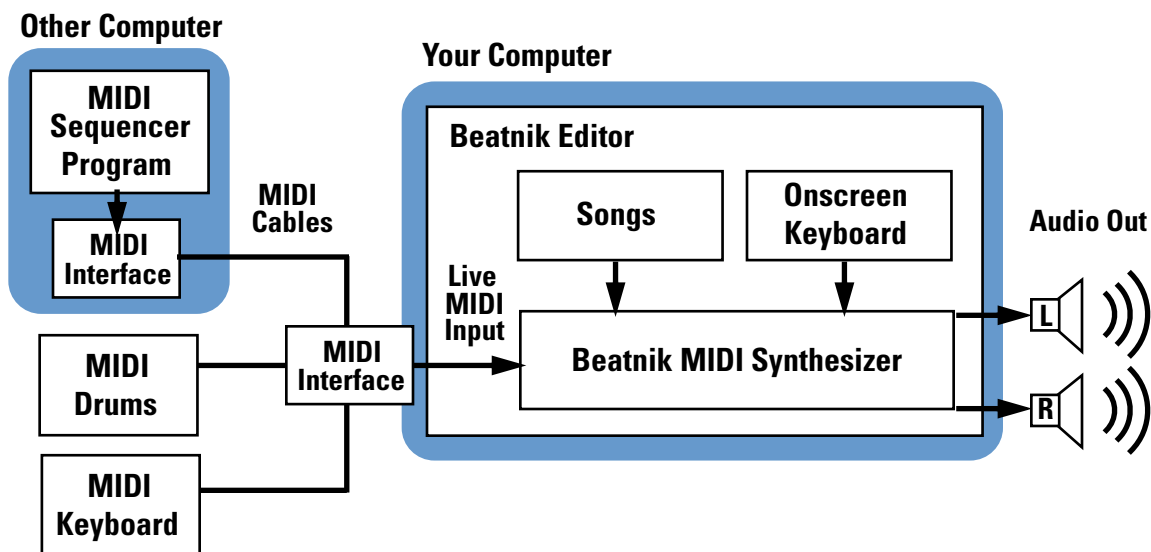 Other Computer
MIDI
Sequencer
Program
MIDI
Interface
MIDI
Cables
MIDI
Drums
MIDI
Keyboard
MIDI
Interface
Your Computer
Beatnik Editor
Songs
Onscreen
Keyboard
Live
MIDI
Input
Beatnik MIDI Synthesizer
Audio Out
L
R